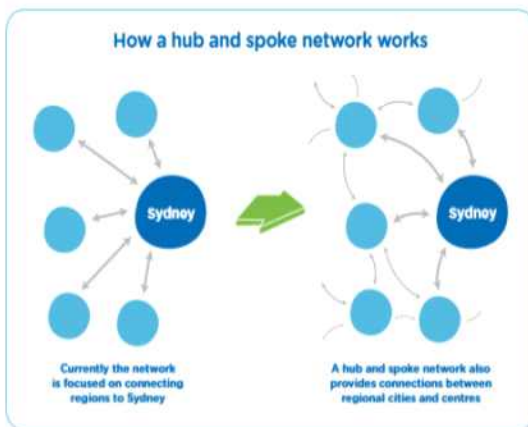 How a hub and spoke network works
Sydney
Sydney
Currently the network
is focused on connecting
regions to Sydney
A hub and spoke network also
provides connections between
regional cities and centres